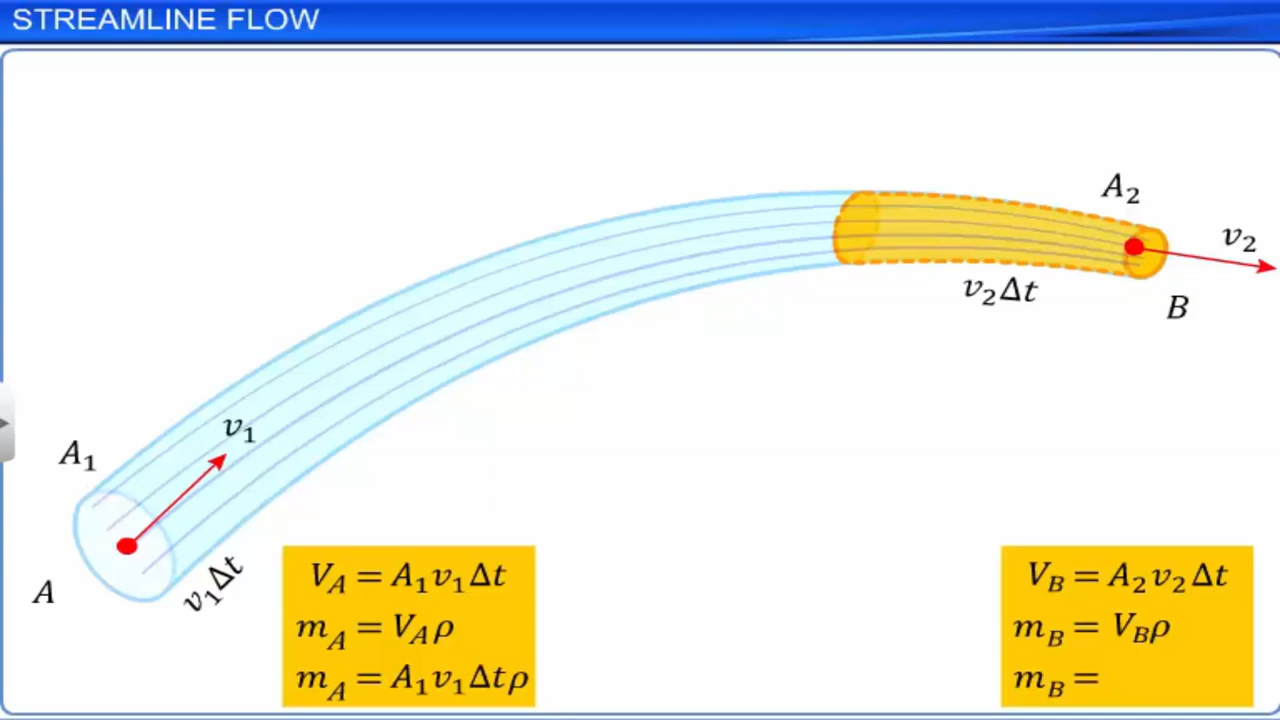 STREAMLINE FLOW
A₂
v₂
v₂Δt
B
v₁
A₁
A
v₁Δt
V_A = A₁v₁Δt
m_A = V_Aρ
m_A = A₁v₁Δtρ
V_B = A₂v₂Δt
m_B = V_Bρ
m_B =